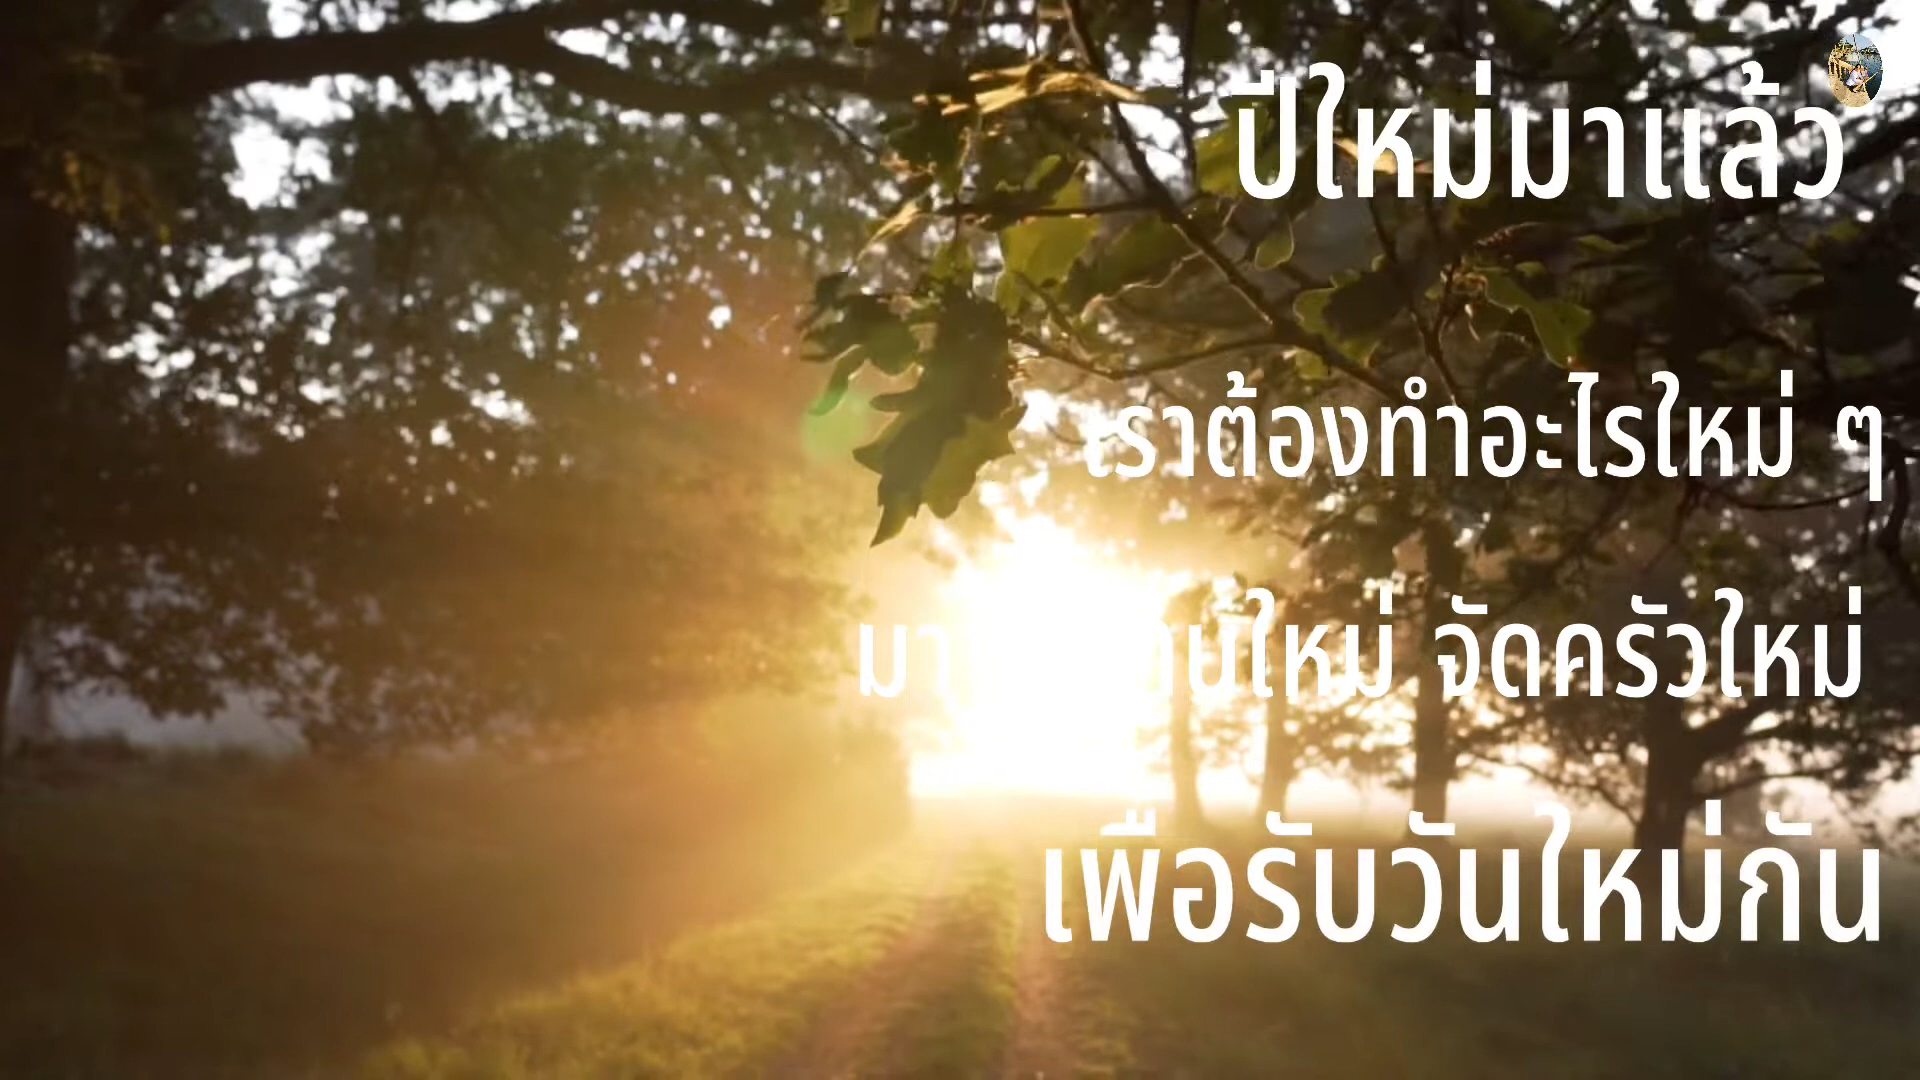 ปีใหม่มาแล้ว
เราต้องทำอะไรใหม่ ๆ
ใหม่ จัดครัวใหม่
เพื่อรับวันใหม่กัน